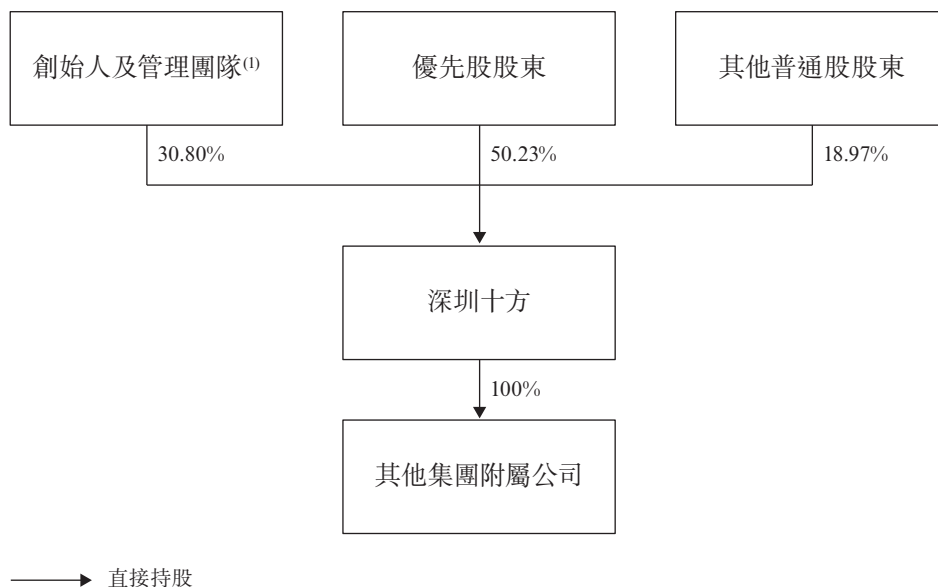 創始人及管理團隊(1)
優先股股東
其他普通股股東
30.80%
50.23%
18.97%
深圳十方
100%
其他集團附屬公司
直接持股